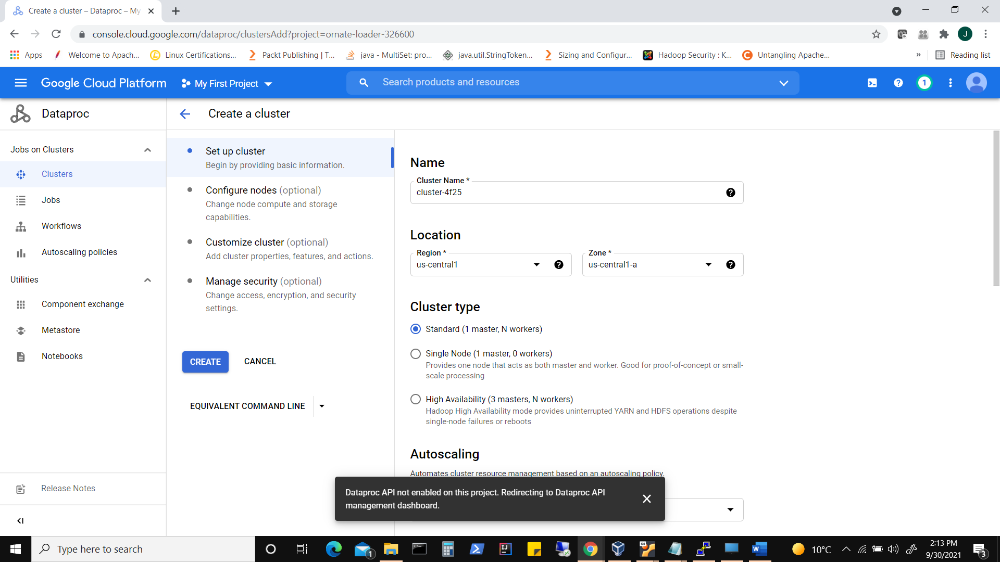 Create a cluster – Dataproc – My
console.cloud.google.com/dataproc/clustersAdd?project=ornate-loader-326600
J
Apps
Welcome to Apach...
Linux Certifications...
Packt Publishing | T...
java - MultiSet: pro...
java.util.StringToken...
Sizing and Configur...
Hadoop Security : K...
Untangling Apache...
»
Reading list
Google Cloud Platform
My First Project
Search products and resources
1
Dataproc
Create a cluster
Jobs on Clusters
Clusters
Jobs
Workflows
Autoscaling policies
Utilities
Component exchange
Metastore
Notebooks
Release Notes
Set up cluster
Begin by providing basic information.
Configure nodes (optional)
Change node compute and storage
capabilities.
Customize cluster (optional)
Add cluster properties, features, and actions.
Manage security (optional)
Change access, encryption, and security
settings.
CREATE
CANCEL
EQUIVALENT COMMAND LINE
Name
Cluster Name *
cluster-4f25
Location
Region *
us-central1
Zone *
us-central1-a
Cluster type
Standard (1 master, N workers)
Single Node (1 master, 0 workers)
Provides one node that acts as both master and worker. Good for proof-of-concept or small-
scale processing
High Availability (3 masters, N workers)
Hadoop High Availability mode provides uninterrupted YARN and HDFS operations despite
single-node failures or reboots
Autoscaling
Automates cluster resource management based on an autoscaling policy.
Dataproc API not enabled on this project. Redirecting to Dataproc API
management dashboard.
Type here to search
1
IJ
64
W
10°C
2:13 PM
9/30/2021
3